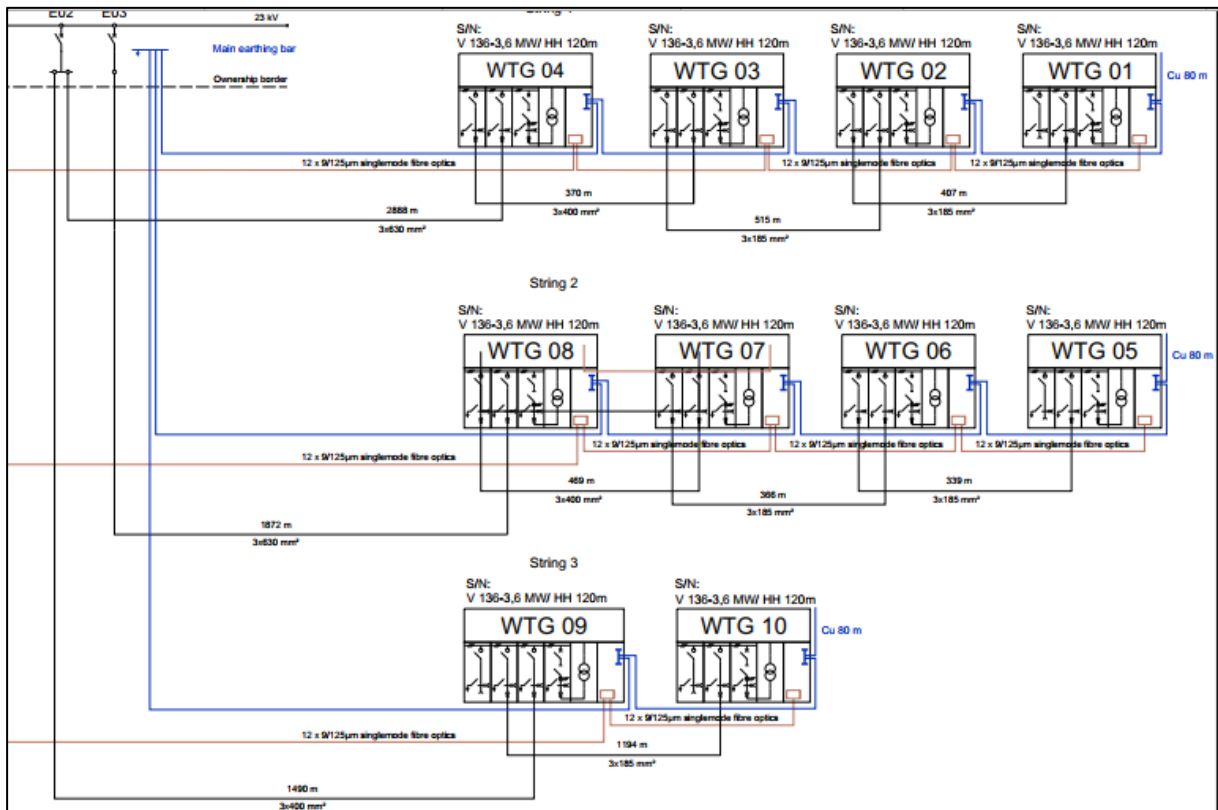 E02 E03 23 kV
Main earthing bar
Ownership border
S/N: S/N: S/N: S/N:
V 136-3,6 MW/ HH 120m V 136-3,6 MW/ HH 120m V 136-3,6 MW/ HH 120m V 136-3,6 MW/ HH 120m
WTG 04 WTG 03 WTG 02 WTG 01
Cu 80 m
12 x 9/125µm singlemode fibre optics 12 x 9/125µm singlemode fibre optics 12 x 9/125µm singlemode fibre optics
370 m 407 m
3x400 mm² 3x185 mm²
2868 m 515 m
3x630 mm² 3x185 mm²
String 2
S/N: S/N: S/N: S/N:
V 136-3,6 MW/ HH 120m V 136-3,6 MW/ HH 120m V 136-3,6 MW/ HH 120m V 136-3,6 MW/ HH 120m
WTG 08 WTG 07 WTG 06 WTG 05
Cu 80 m
12 x 9/125µm singlemode fibre optics 12 x 9/125µm singlemode fibre optics 12 x 9/125µm singlemode fibre optics
12 x 9/125µm singlemode fibre optics
469 m 339 m
3x400 mm² 3x185 mm²
366 m
3x185 mm²
1872 m
3x630 mm²
String 3
S/N: S/N:
V 136-3,6 MW/ HH 120m V 136-3,6 MW/ HH 120m
WTG 09 WTG 10
Cu 80 m
12 x 9/125µm singlemode fibre optics
12 x 9/125µm singlemode fibre optics
1194 m
3x185 mm²
1490 m
3x400 mm²